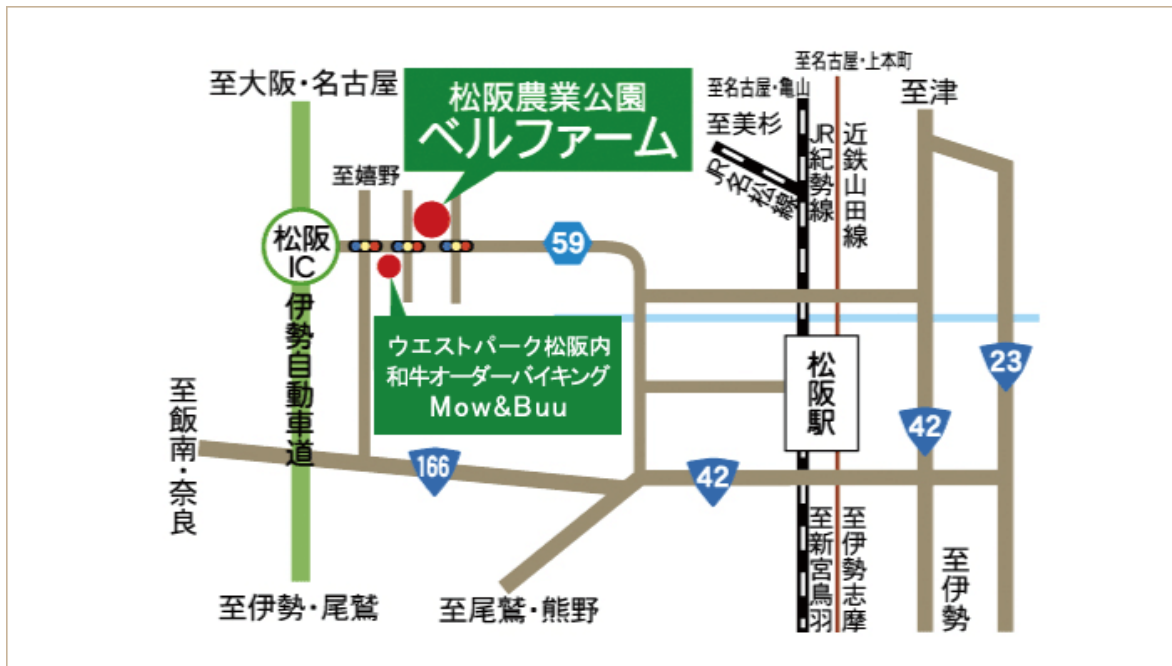 至大阪・名古屋
松阪農業公園
ベルファーム
至名古屋・亀山
至名古屋・上本町
至津
至美杉
JR名松線
JR紀勢線
近鉄山田線
至嬉野
松阪
IC
59
伊勢自動車道
ウエストパーク松阪内
和牛オーダーバイキング
Mow&Buu
松阪駅
23
42
至飯南・奈良
166
42
至伊勢・尾鷲
至尾鷲・熊野
至新宮鳥羽
至伊勢志摩
至伊勢